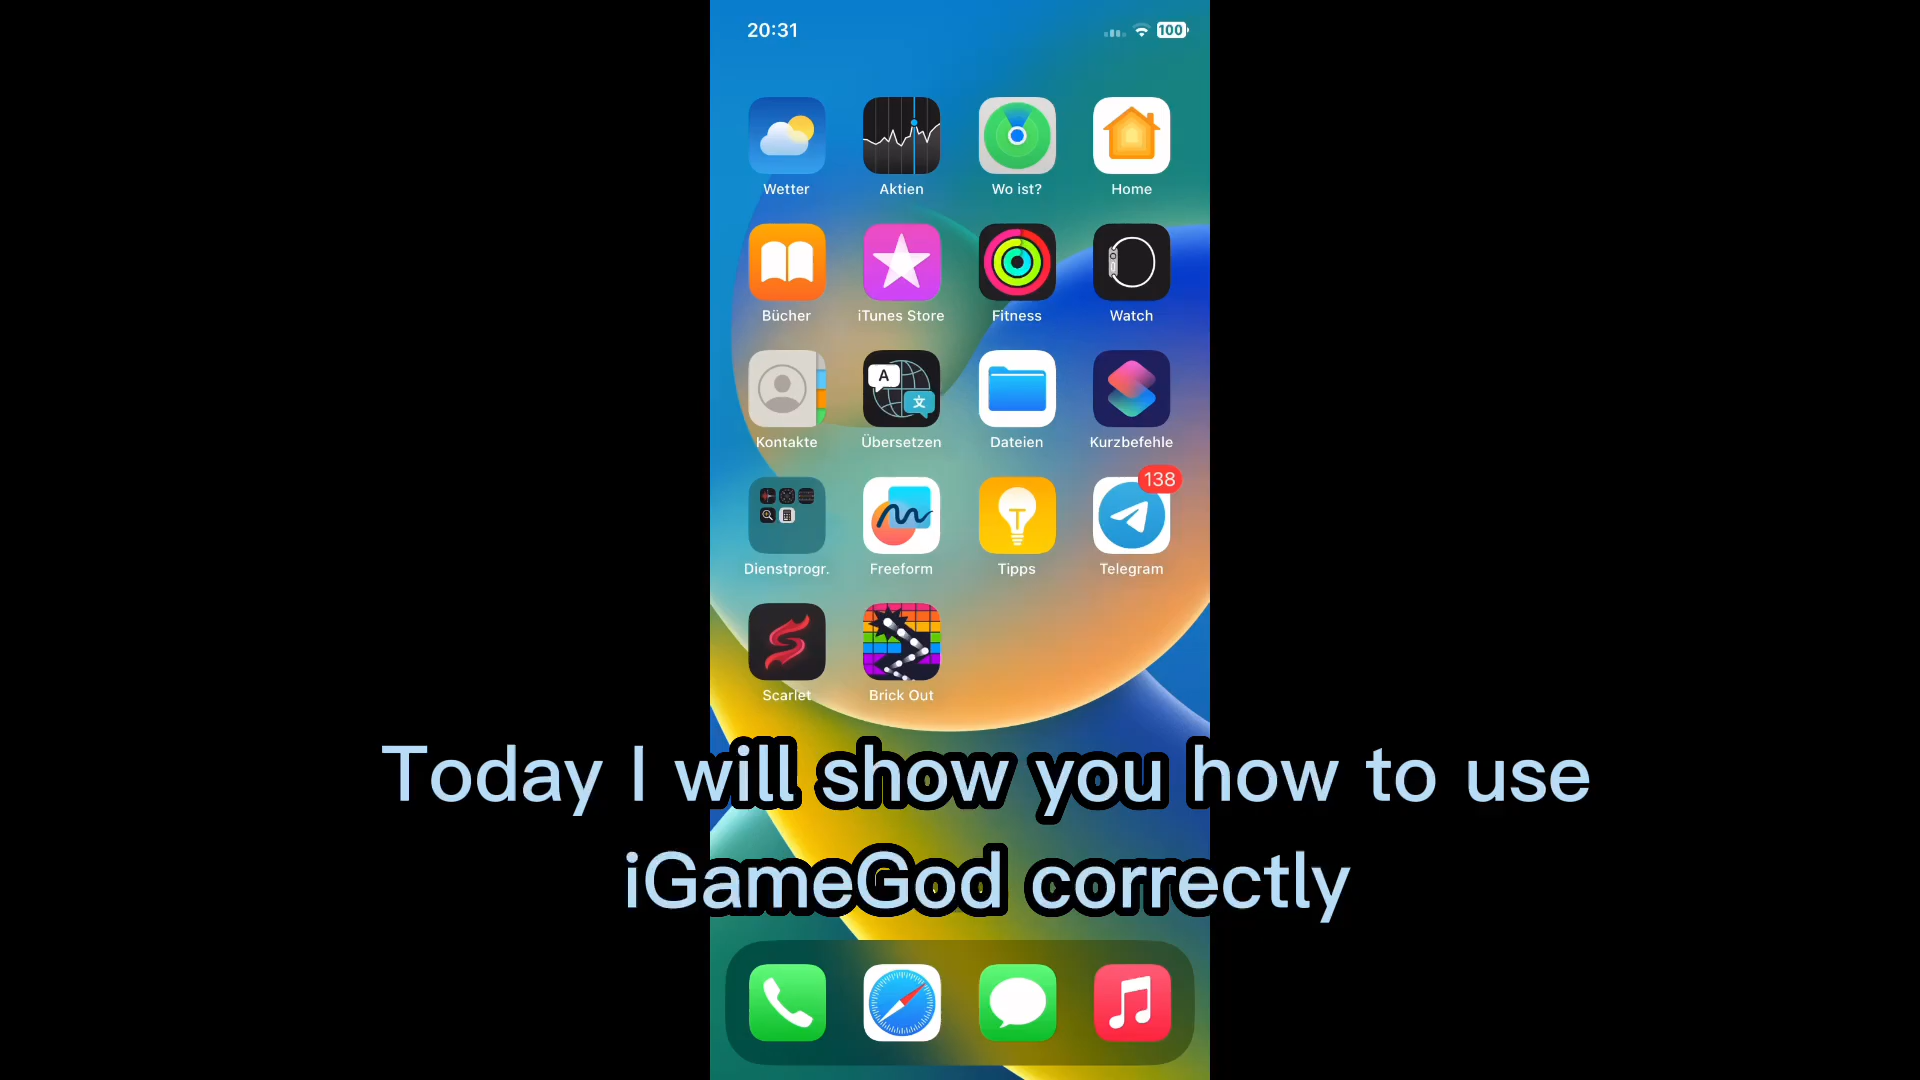 20:31
100
Wetter
Aktien
Wo ist?
Home
Bücher
iTunes Store
Fitness
Watch
A
文
Kontakte
Übersetzen
Dateien
Kurzbefehle
138
Dienstprogr.
Freeform
Tipps
Telegram
Scarlet
Brick Out
Today I will show you how to use
iGameGod correctly